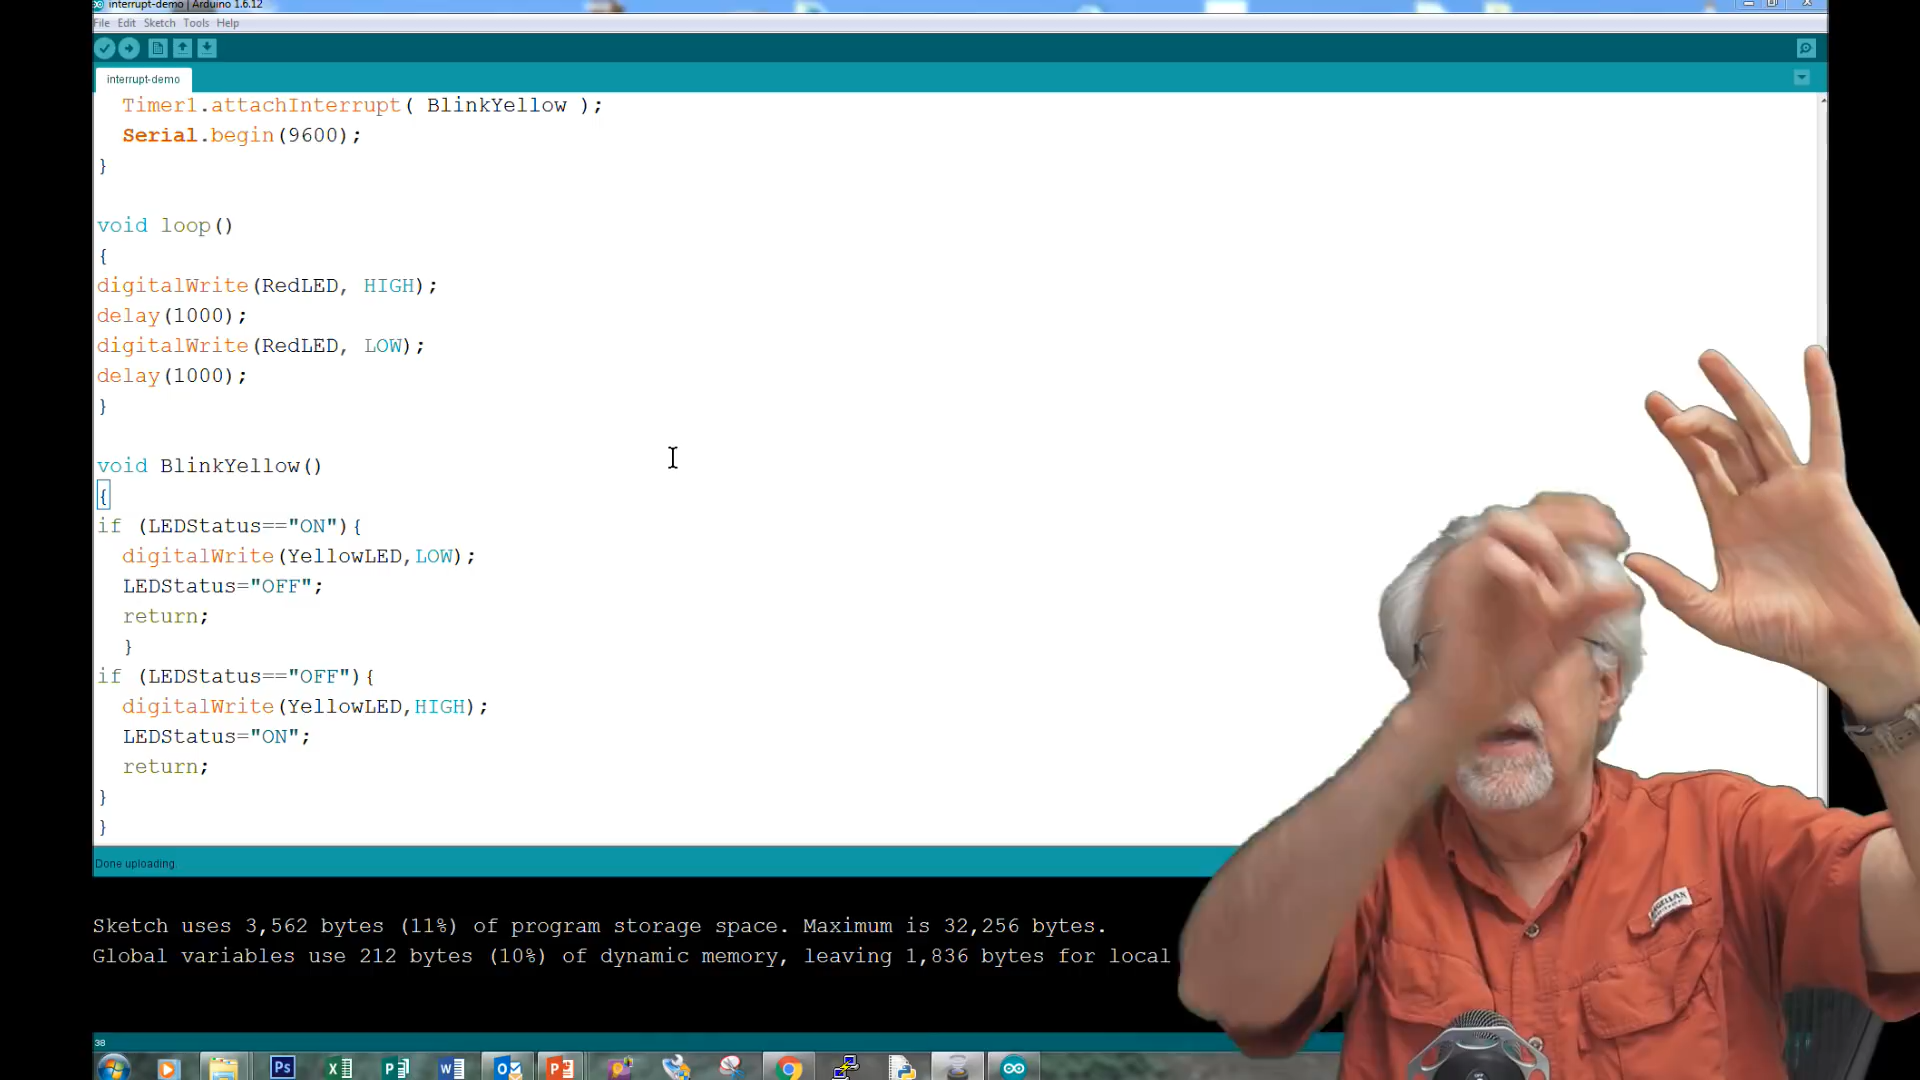 interrupt-demo | Arduino 1.6.12
File Edit Sketch Tools Help
interrupt-demo
Timer1.attachInterrupt( BlinkYellow );
Serial.begin(9600);
}
void loop()
{
digitalWrite(RedLED, HIGH);
delay(1000);
digitalWrite(RedLED, LOW);
delay(1000);
}
void BlinkYellow()
{
if (LEDStatus=="ON"){
digitalWrite(YellowLED,LOW);
LEDStatus="OFF";
return;
}
if (LEDStatus=="OFF"){
digitalWrite(YellowLED,HIGH);
LEDStatus="ON";
return;
}
}
Done uploading.
Sketch uses 3,562 bytes (11%) of program storage space. Maximum is 32,256 bytes.
Global variables use 212 bytes (10%) of dynamic memory, leaving 1,836 bytes for local
38
Ps